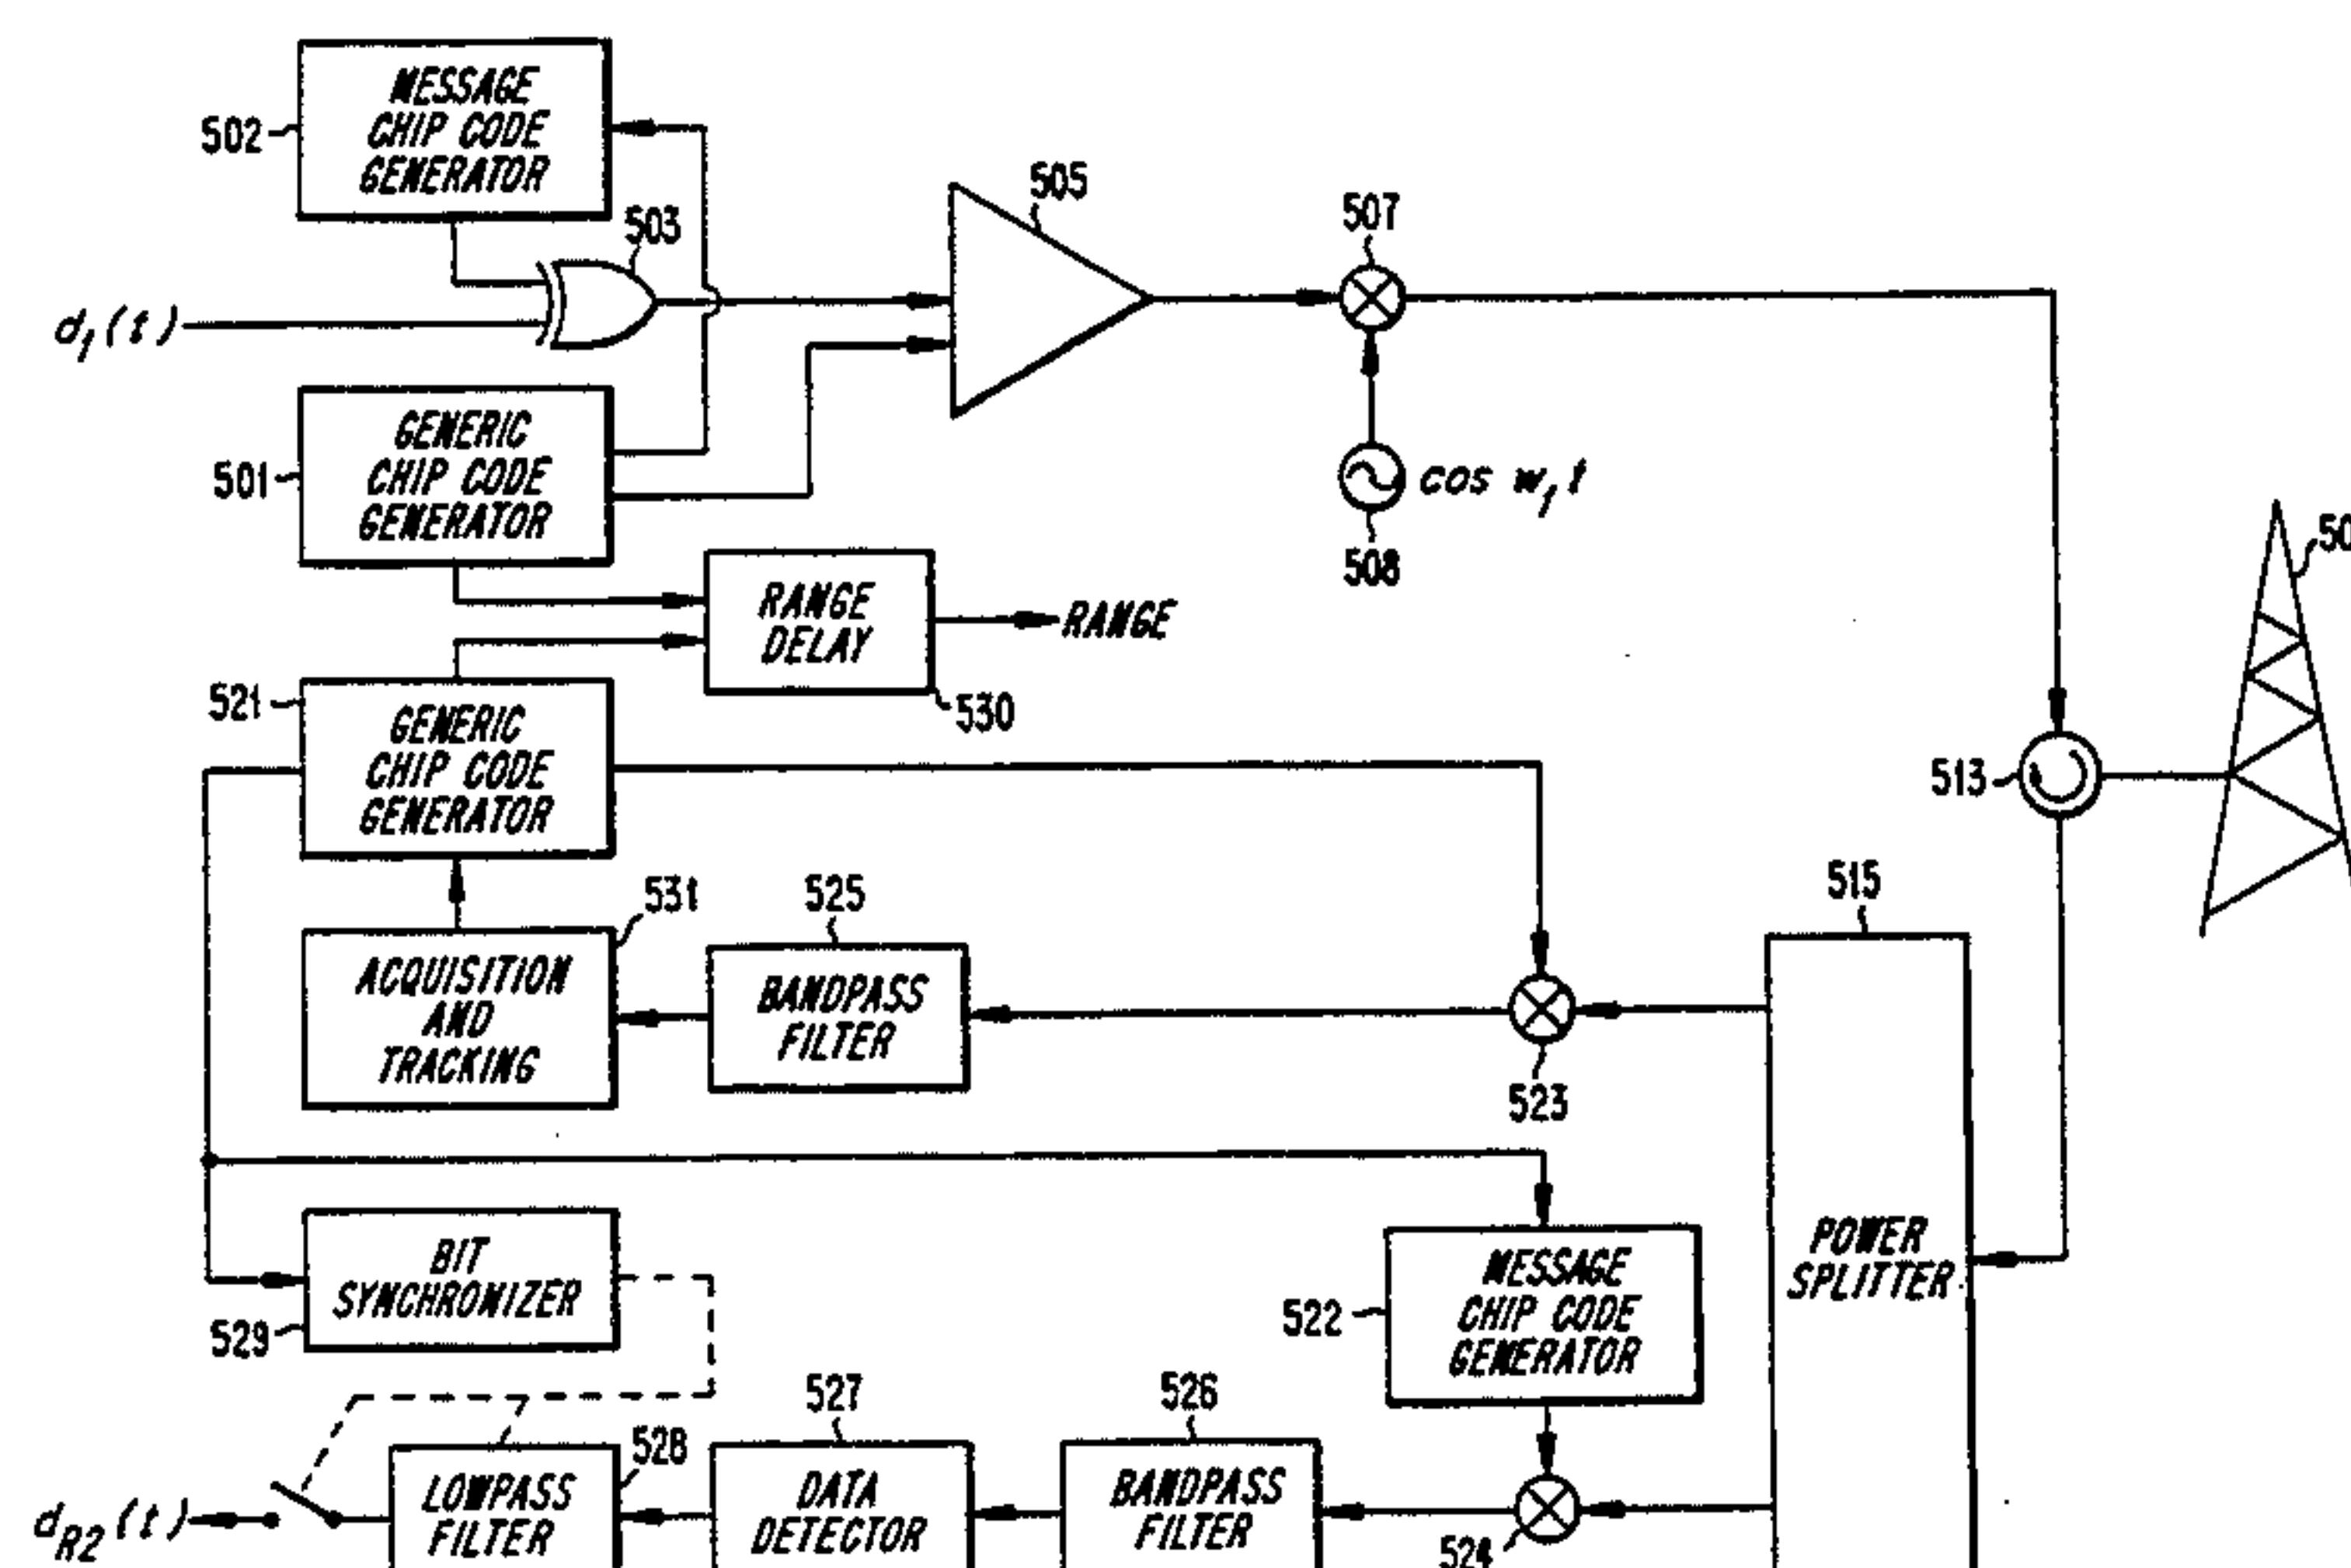 MESSAGE
CHIP CODE
GENERATOR
502
503
505
507
d1(t)
GENERIC
CHIP CODE
GENERATOR
501
cos w1t
508
RANGE
DELAY
RANGE
530
521
GENERIC
CHIP CODE
GENERATOR
513
531
525
515
ACQUISITION
AND
TRACKING
BANDPASS
FILTER
523
POWER
SPLITTER
BIT
SYNCHRONIZER
529
MESSAGE
CHIP CODE
GENERATOR
522
527
526
528
LOWPASS
FILTER
DATA
DETECTOR
BANDPASS
FILTER
524
dR2(t)